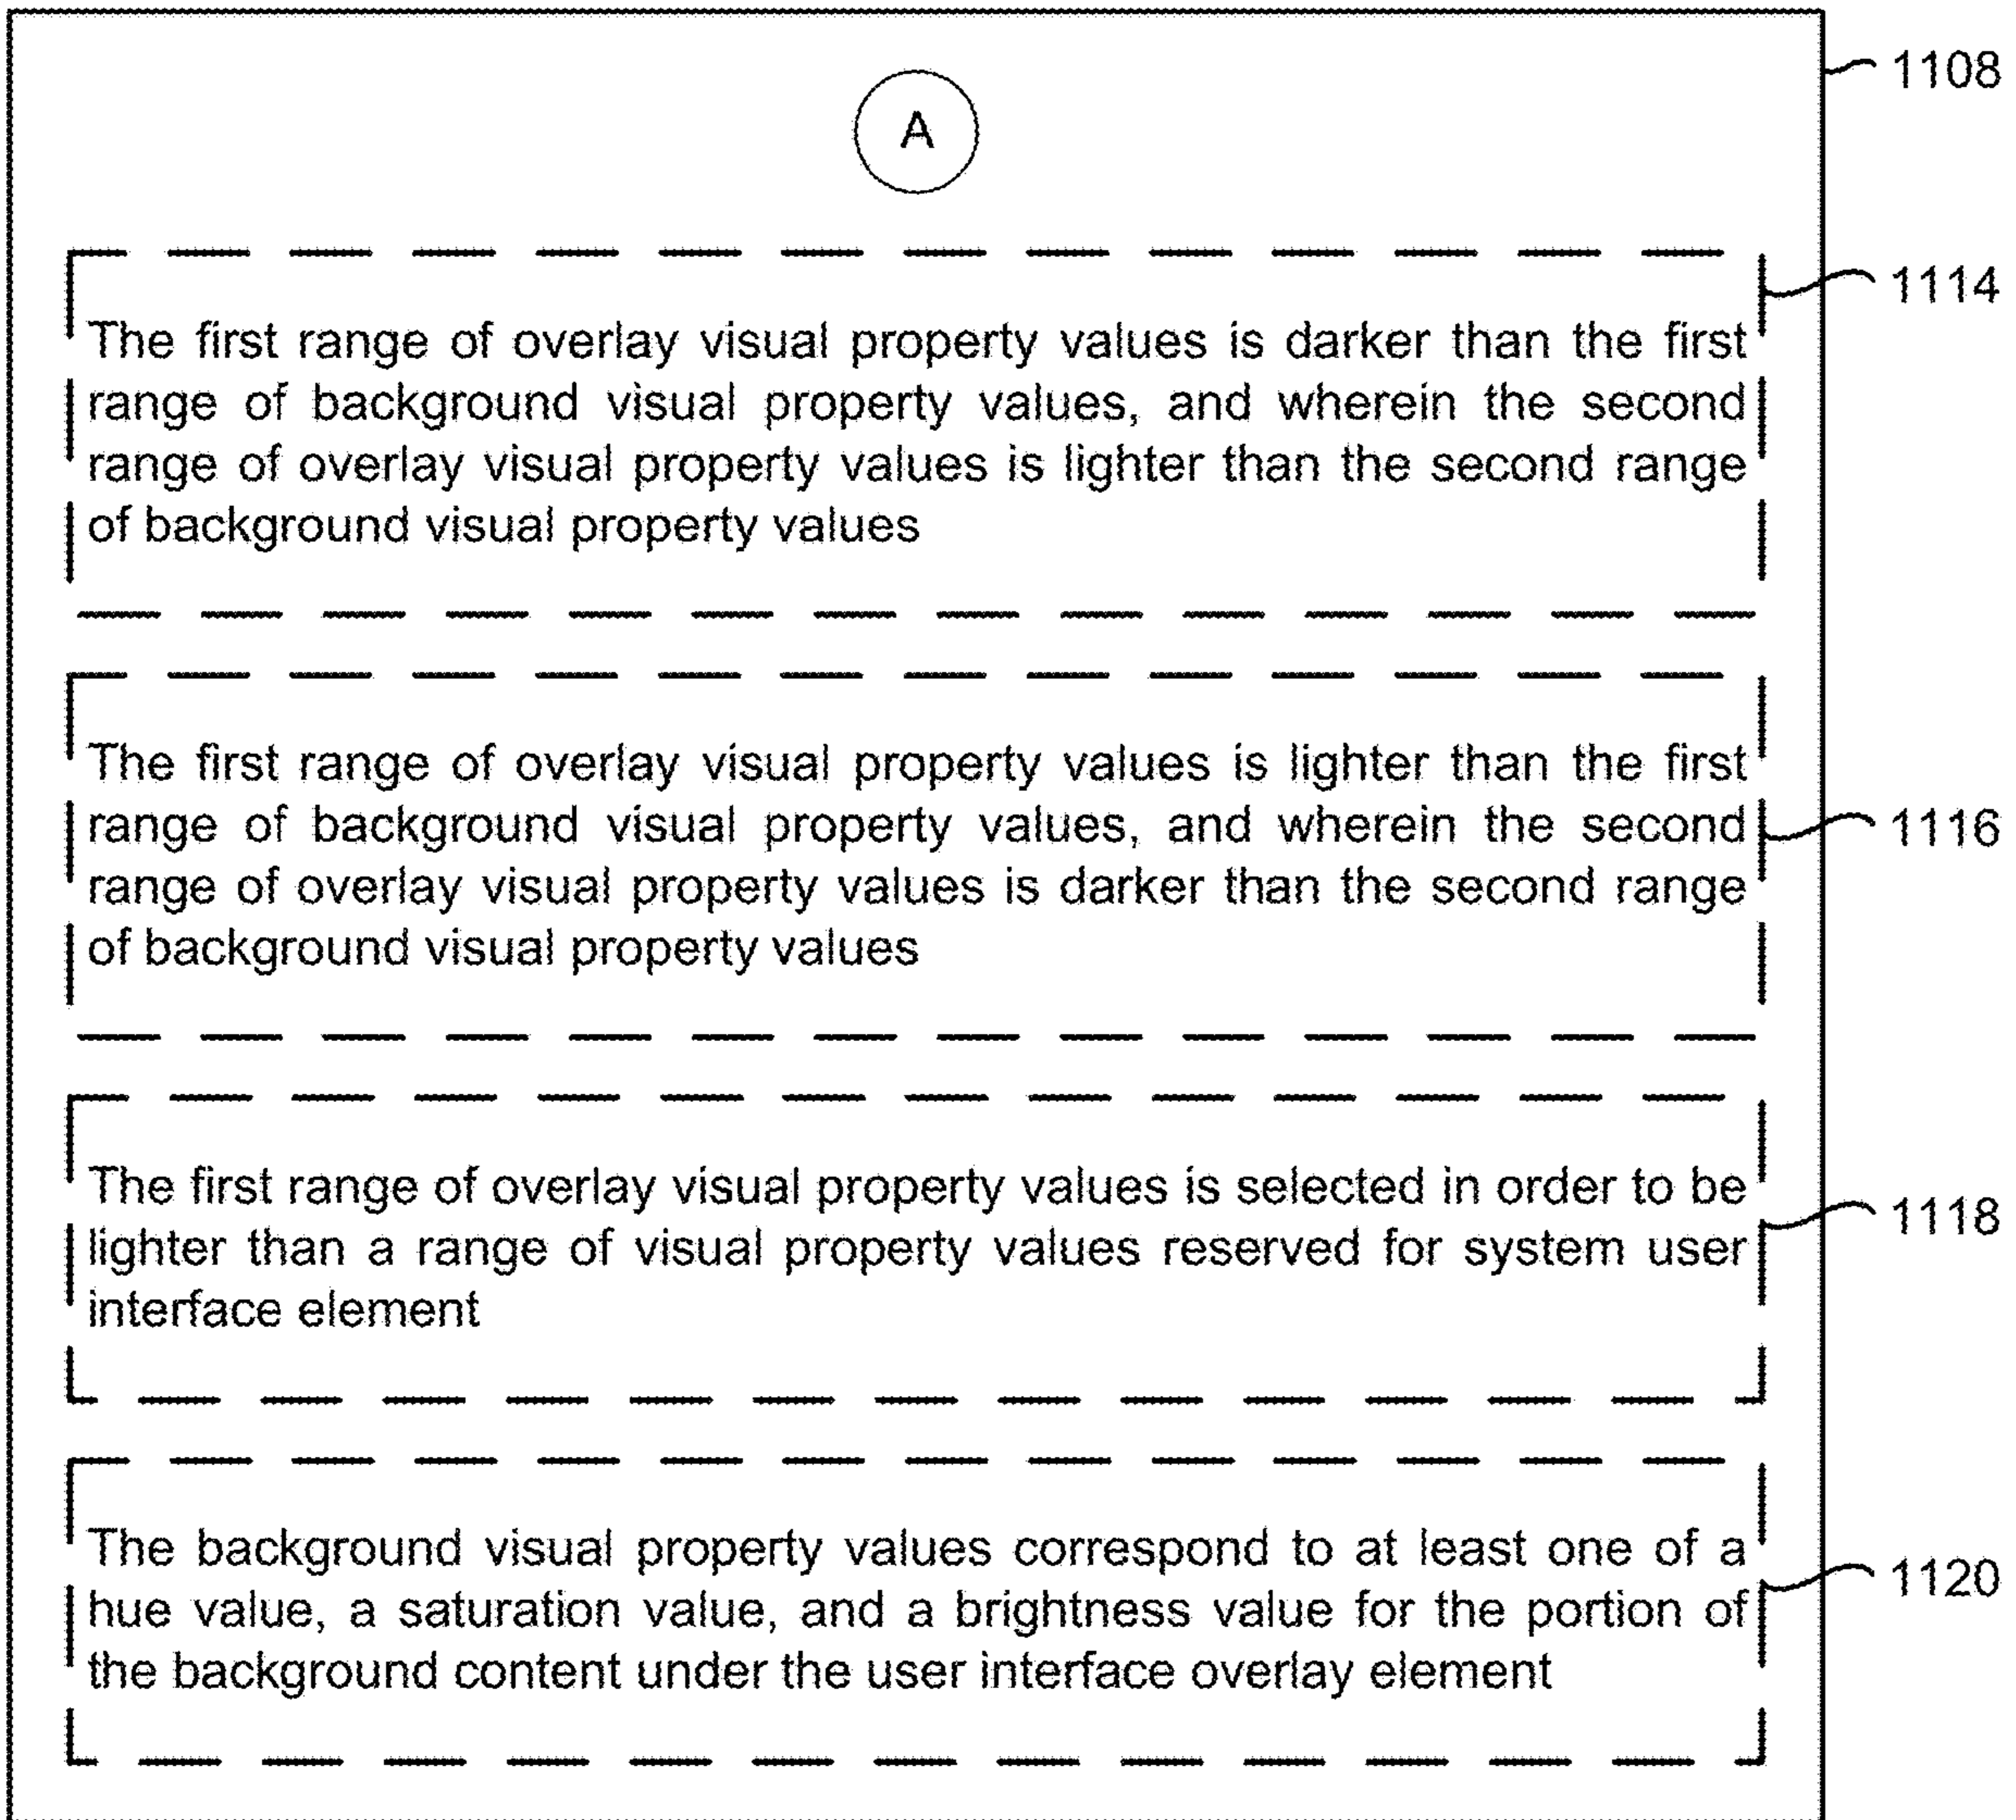 1108
A
1114
The first range of overlay visual property values is darker than the first
range of background visual property values, and wherein the second
range of overlay visual property values is lighter than the second range
of background visual property values
The first range of overlay visual property values is lighter than the first
range of background visual property values, and wherein the second
1116
range of overlay visual property values is darker than the second range
of background visual property values
The first range of overlay visual property values is selected in order to be
1118
lighter than a range of visual property values reserved for system user
interface element
The background visual property values correspond to at least one of a
1120
hue value, a saturation value, and a brightness value for the portion of
the background content under the user interface overlay element